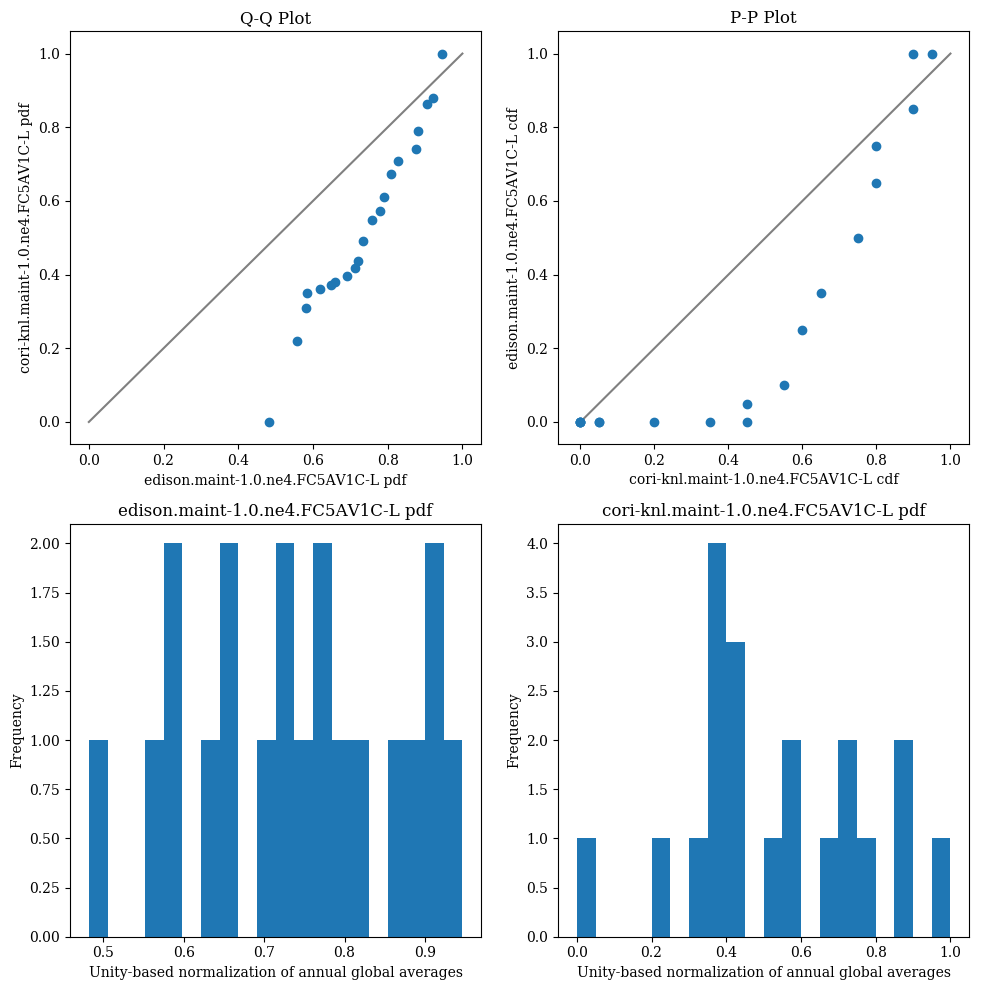 Q-Q Plot
1.0
0.8
0.6
0.4
0.2
0.0
cori-knl.maint-1.0.ne4.FC5AV1C-L pdf
0.0 0.2 0.4 0.6 0.8 1.0
edison.maint-1.0.ne4.FC5AV1C-L pdf
P-P Plot
1.0
0.8
0.6
0.4
0.2
0.0
edison.maint-1.0.ne4.FC5AV1C-L cdf
0.0 0.2 0.4 0.6 0.8 1.0
cori-knl.maint-1.0.ne4.FC5AV1C-L cdf
edison.maint-1.0.ne4.FC5AV1C-L pdf
2.00
1.75
1.50
1.25
1.00
0.75
0.50
0.25
0.00
Frequency
0.5 0.6 0.7 0.8 0.9
Unity-based normalization of annual global averages
cori-knl.maint-1.0.ne4.FC5AV1C-L pdf
4.0
3.5
3.0
2.5
2.0
1.5
1.0
0.5
0.0
Frequency
0.0 0.2 0.4 0.6 0.8 1.0
Unity-based normalization of annual global averages